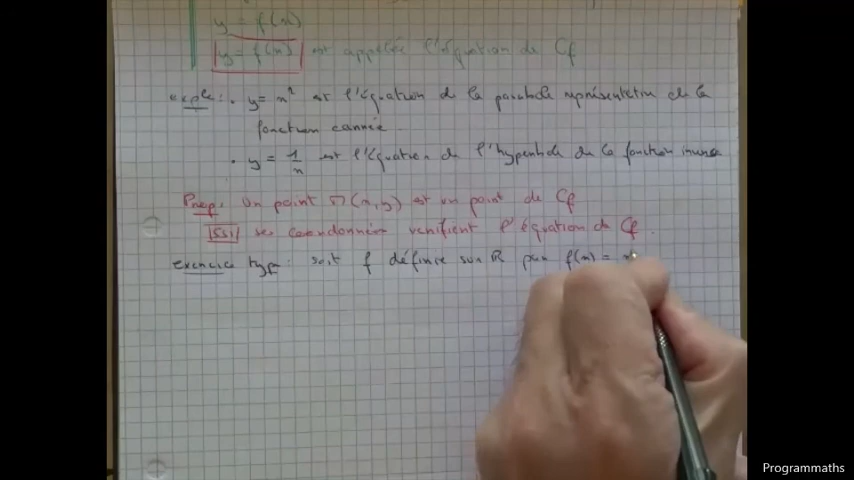 y = f(x)
y = f(x) est appelée l'équation de Cf
exple : • y = x² est l'équation de la parabole représentation de la
fonction carrée.
• y = 1/x est l'équation de l'hyperbole de la fonction inverse
Prop : Un point M(x,y) est un point de Cf
SSI ses coordonnées vérifient l'équation de Cf.
exercice type : soit f définie sur ℝ par f(x) = x
Programmaths